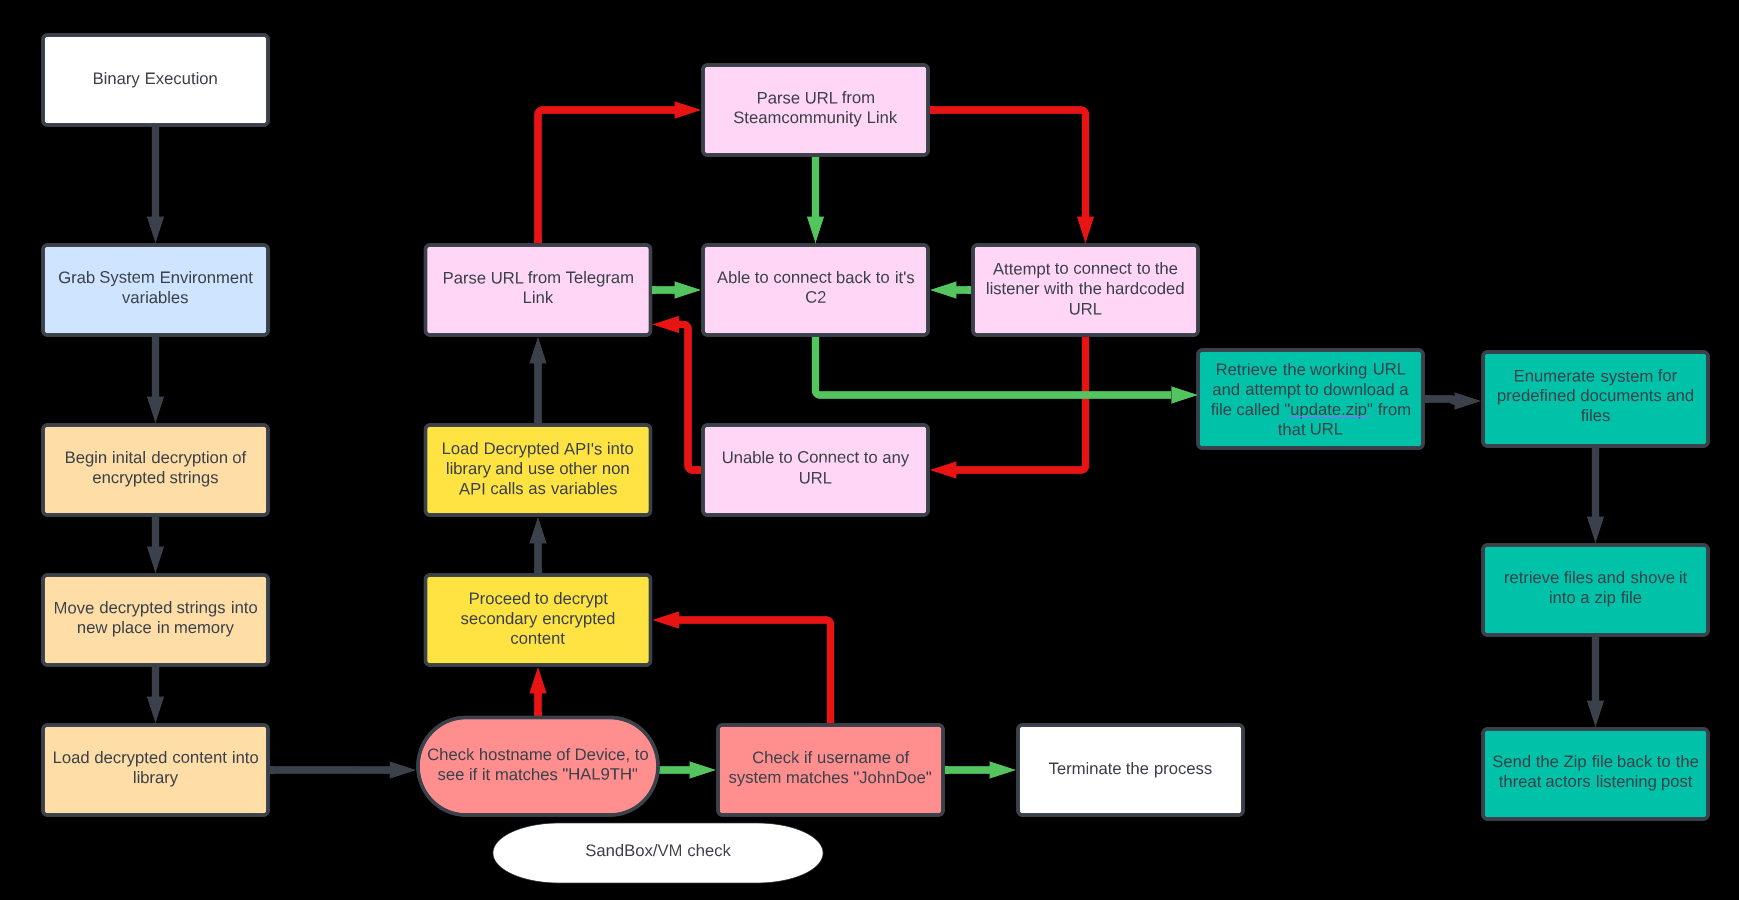 Binary Execution
Grab System Environment
variables
Begin inital decryption of
encrypted strings
Move decrypted strings into
new place in memory
Load decrypted content into
library
Check hostname of Device, to
see if it matches "HAL9TH"
SandBox/VM check
Check if username of
system matches "JohnDoe"
Terminate the process
Proceed to decrypt
secondary encrypted
content
Load Decrypted API's into
library and use other non
API calls as variables
Parse URL from Telegram
Link
Parse URL from
Steamcommunity Link
Able to connect back to it's
C2
Attempt to connect to the
listener with the hardcoded
URL
Unable to Connect to any
URL
Retrieve the working URL
and attempt to download a
file called "update.zip" from
that URL
Enumerate system for
predefined documents and
files
retrieve files and shove it
into a zip file
Send the Zip file back to the
threat actors listening post